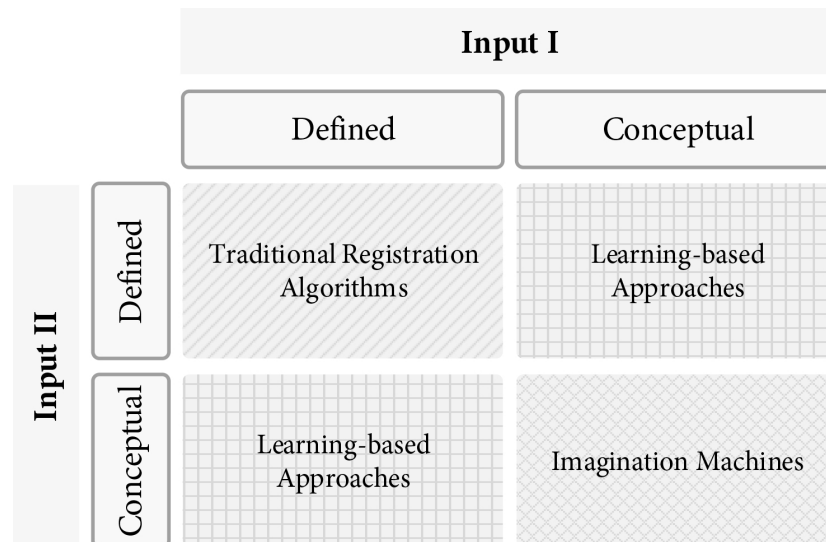 Input I
Defined
Conceptual
Input II
Defined
Traditional Registration
Algorithms
Learning-based
Approaches
Conceptual
Learning-based
Approaches
Imagination Machines